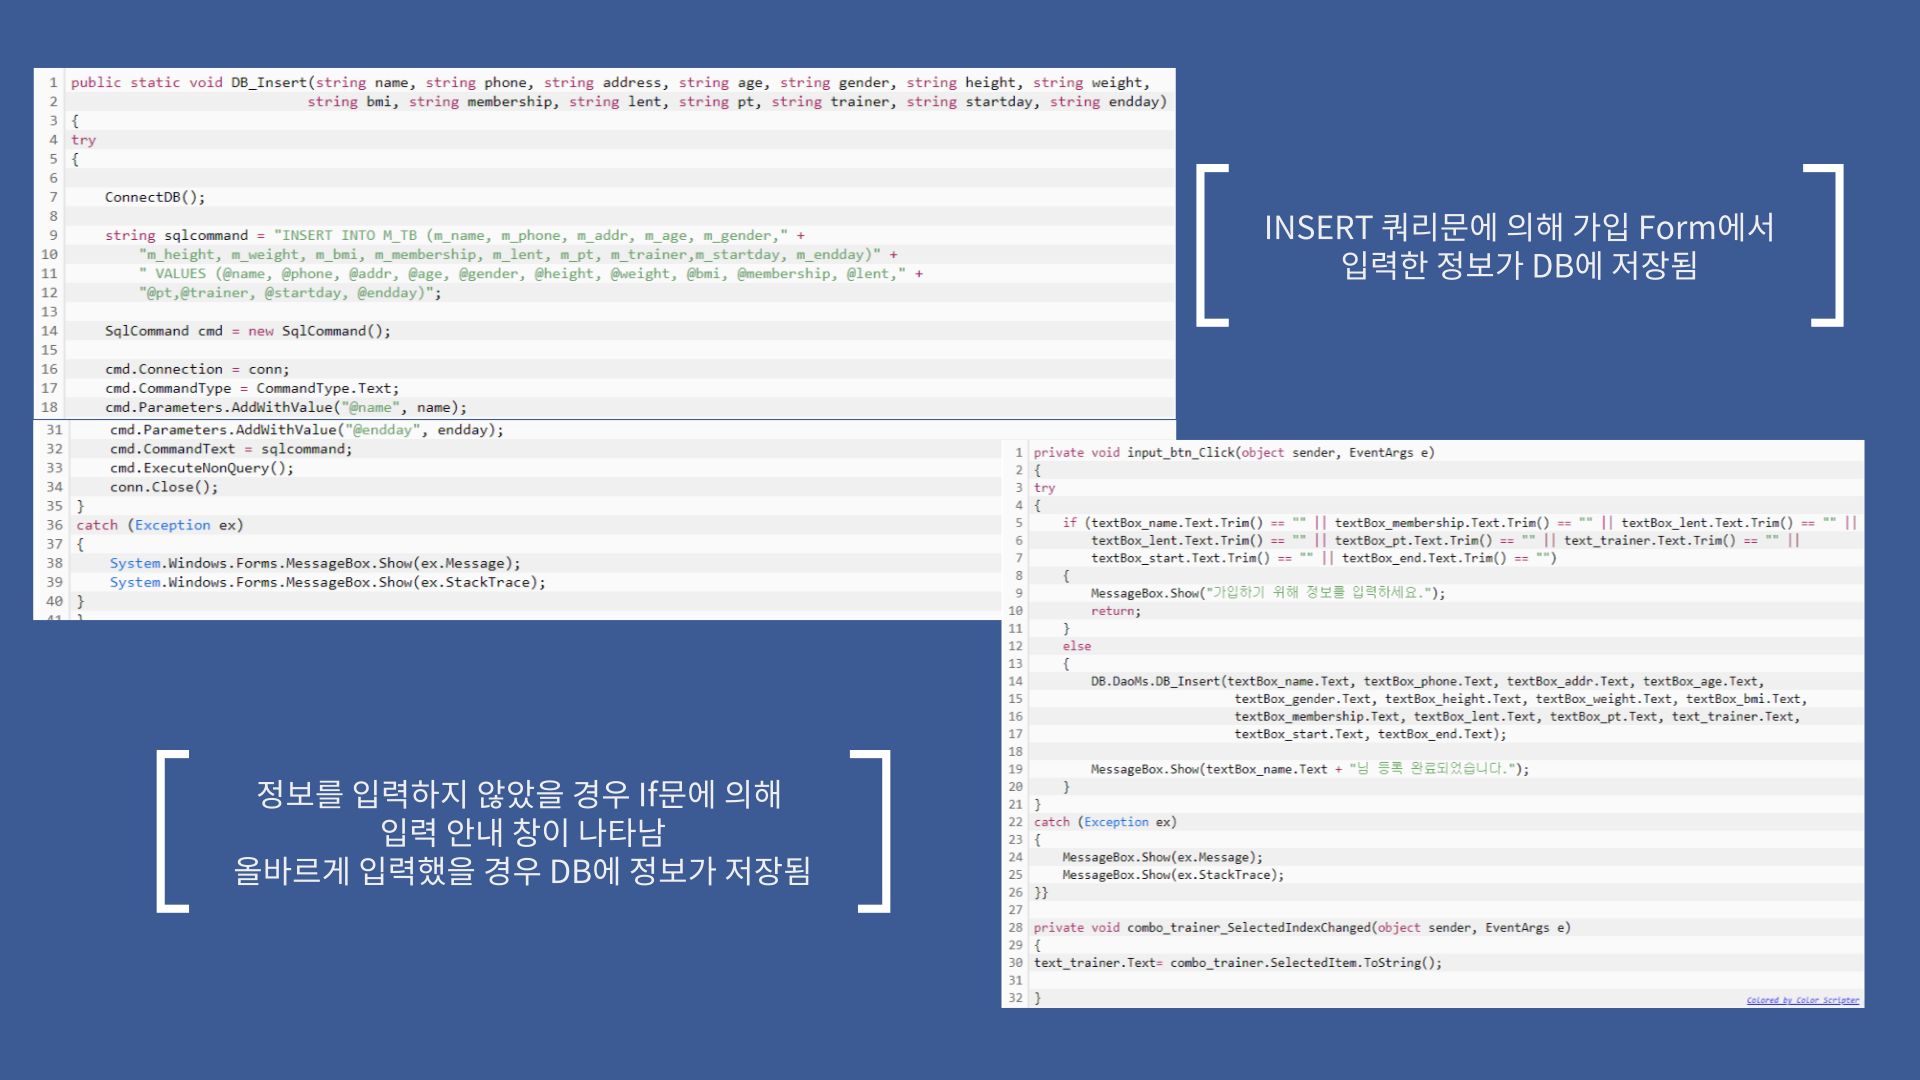 1 public static void DB_Insert(string name, string phone, string address, string age, string gender, string height, string weight,
2 string bmi, string membership, string lent, string pt, string trainer, string startday, string endday)
3 {
4 try
5 {
6
7 ConnectDB();
8
9 string sqlcommand = "INSERT INTO M_TB (m_name, m_phone, m_addr, m_age, m_gender," +
10 "m_height, m_weight, m_bmi, m_membership, m_lent, m_pt, m_trainer,m_startday, m_endday)" +
11 " VALUES (@name, @phone, @addr, @age, @gender, @height, @weight, @bmi, @membership, @lent," +
12 "@pt,@trainer, @startday, @endday)";
13
14 SqlCommand cmd = new SqlCommand();
15
16 cmd.Connection = conn;
17 cmd.CommandType = CommandType.Text;
18 cmd.Parameters.AddWithValue("@name", name);
31 cmd.Parameters.AddWithValue("@endday", endday);
32 cmd.CommandText = sqlcommand;
33 cmd.ExecuteNonQuery();
34 conn.Close();
35 }
36 catch (Exception ex)
37 {
38 System.Windows.Forms.MessageBox.Show(ex.Message);
39 System.Windows.Forms.MessageBox.Show(ex.StackTrace);
40 }
41 }
INSERT 쿼리문에 의해 가입 Form에서
입력한 정보가 DB에 저장됨
1 private void input_btn_Click(object sender, EventArgs e)
2 {
3 try
4 {
5 if (textBox_name.Text.Trim() == "" || textBox_membership.Text.Trim() == "" || textBox_lent.Text.Trim() == "" ||
6 textBox_lent.Text.Trim() == "" || textBox_pt.Text.Trim() == "" || text_trainer.Text.Trim() == "" ||
7 textBox_start.Text.Trim() == "" || textBox_end.Text.Trim() == "")
8 {
9 MessageBox.Show("가입하기 위해 정보를 입력하세요.");
10 return;
11 }
12 else
13 {
14 DB.DaoMs.DB_Insert(textBox_name.Text, textBox_phone.Text, textBox_addr.Text, textBox_age.Text,
15 textBox_gender.Text, textBox_height.Text, textBox_weight.Text, textBox_bmi.Text,
16 textBox_membership.Text, textBox_lent.Text, textBox_pt.Text, text_trainer.Text,
17 textBox_start.Text, textBox_end.Text);
18
19 MessageBox.Show(textBox_name.Text + "님 등록 완료되었습니다.");
20 }
21 }
22 catch (Exception ex)
23 {
24 MessageBox.Show(ex.Message);
25 MessageBox.Show(ex.StackTrace);
26 }}
27
28 private void combo_trainer_SelectedIndexChanged(object sender, EventArgs e)
29 {
30 text_trainer.Text= combo_trainer.SelectedItem.ToString();
31
32 }
Colored by Color Scripter
정보를 입력하지 않았을 경우 If문에 의해
입력 안내 창이 나타남
올바르게 입력했을 경우 DB에 정보가 저장됨